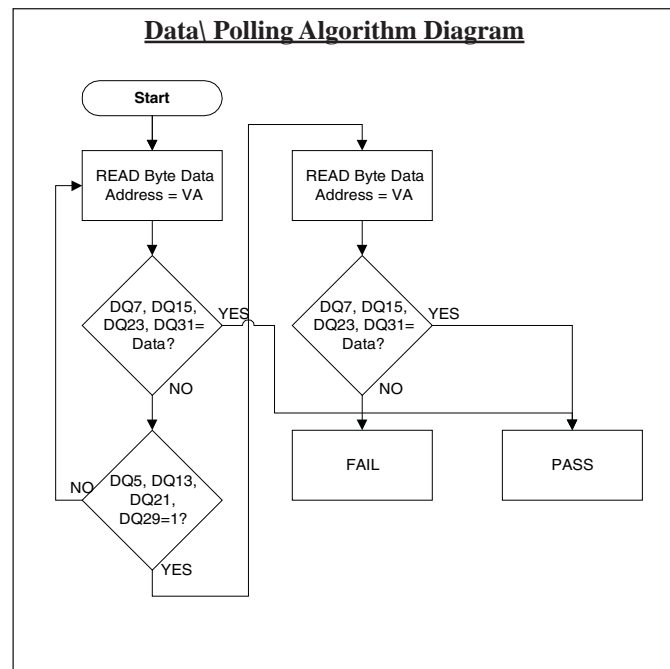 Data\ Polling Algorithm Diagram
Start
READ Byte Data
Address = VA
DQ7, DQ15,
DQ23, DQ31=
Data?
YES
NO
DQ5, DQ13,
DQ21,
DQ29=1?
NO
YES
READ Byte Data
Address = VA
DQ7, DQ15,
DQ23, DQ31=
Data?
YES
NO
FAIL
PASS